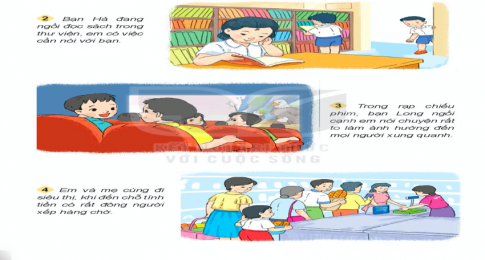 2 Bạn Hà đang
ngồi đọc sách trong
thư viện, em có việc
cần nói với bạn.
3 Trong rạp chiếu
phim, bạn Long ngồi
cạnh em nói chuyện rất
to làm ảnh hưởng đến
mọi người xung quanh.
VỚI CUỘC SỐNG
4 Em và mẹ cùng đi
siêu thị, khi đến chỗ tính
tiền có rất đông người
xếp hàng chờ.